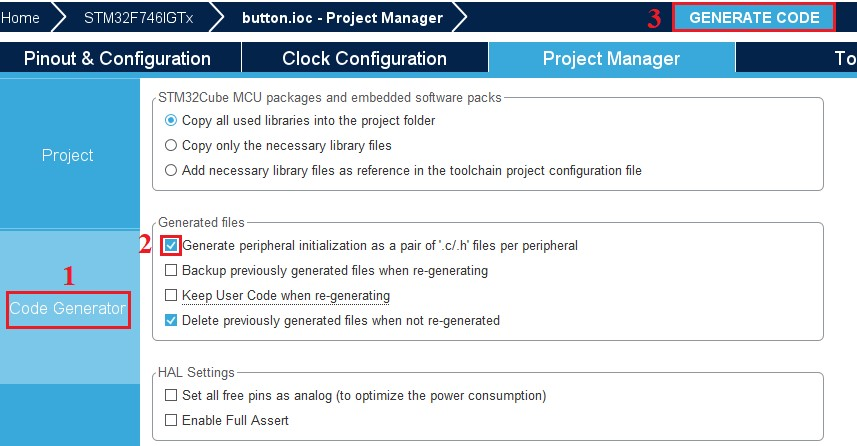 Home STM32F746IGTx button.ioc - Project Manager 3 GENERATE CODE
Pinout & Configuration Clock Configuration Project Manager To
STM32Cube MCU packages and embedded software packs
Copy all used libraries into the project folder
Project
Copy only the necessary library files
Add necessary library files as reference in the toolchain project configuration file
Generated files
2 Generate peripheral initialization as a pair of '.c/.h' files per peripheral
Backup previously generated files when re-generating
1
Keep User Code when re-generating
Code Generator
Delete previously generated files when not re-generated
HAL Settings
Set all free pins as analog (to optimize the power consumption)
Enable Full Assert